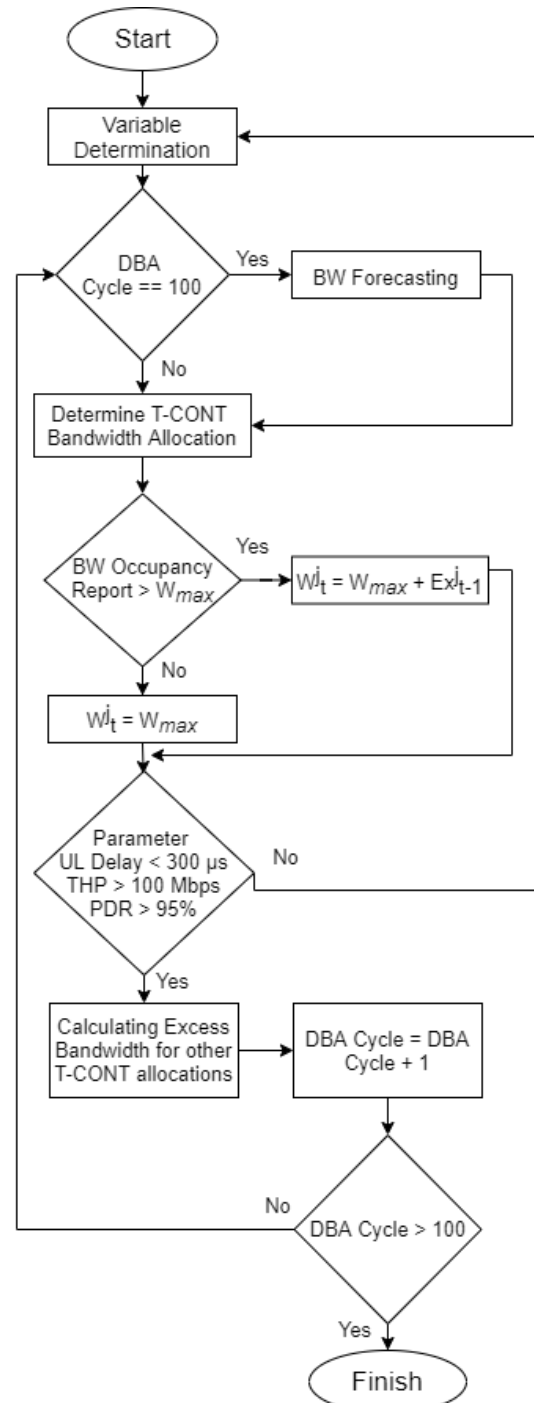 Start
Variable
Determination
DBA
Cycle == 100
Yes
BW Forecasting
No
Determine T-CONT
Bandwidth Allocation
BW Occupancy
Report > Wmax
Yes
Wjt = Wmax + Exjt-1
No
Wjt = Wmax
Parameter
UL Delay < 300 µs
THP > 100 Mbps
PDR > 95%
No
Yes
Calculating Excess
Bandwidth for other
T-CONT allocations
DBA Cycle = DBA
Cycle + 1
No
DBA Cycle > 100
Yes
Finish